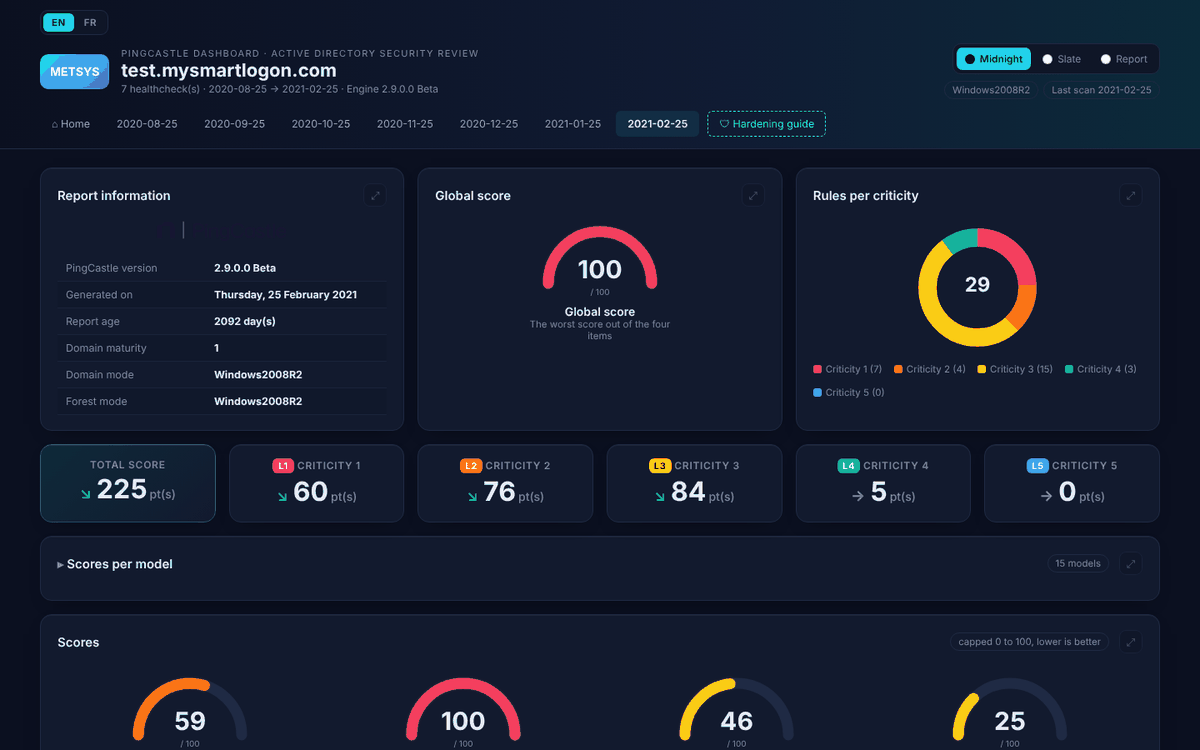 EN FR
PINGCASTLE DASHBOARD · ACTIVE DIRECTORY SECURITY REVIEW
METSYS
test.mysmartlogon.com
7 healthcheck(s) · 2020-08-25 → 2021-02-25 · Engine 2.9.0.0 Beta
Midnight Slate Report
Windows2008R2 Last scan 2021-02-25
⌂ Home 2020-08-25 2020-09-25 2020-10-25 2020-11-25 2020-12-25 2021-01-25 2021-02-25 Hardening guide
Report information
PingCastle version 2.9.0.0 Beta
Generated on Thursday, 25 February 2021
Report age 2092 day(s)
Domain maturity 1
Domain mode Windows2008R2
Forest mode Windows2008R2
Global score
100
/ 100
Global score
The worst score out of the four
items
Rules per criticity
29
Criticity 1 (7) Criticity 2 (4) Criticity 3 (15) Criticity 4 (3)
Criticity 5 (0)
TOTAL SCORE
↘ 225 pt(s)
L1 CRITICITY 1
↘ 60 pt(s)
L2 CRITICITY 2
↘ 76 pt(s)
L3 CRITICITY 3
↘ 84 pt(s)
L4 CRITICITY 4
→ 5 pt(s)
L5 CRITICITY 5
→ 0 pt(s)
▸ Scores per model 15 models
Scores capped 0 to 100, lower is better
59 100 46 25
/ 100 / 100 / 100 / 100